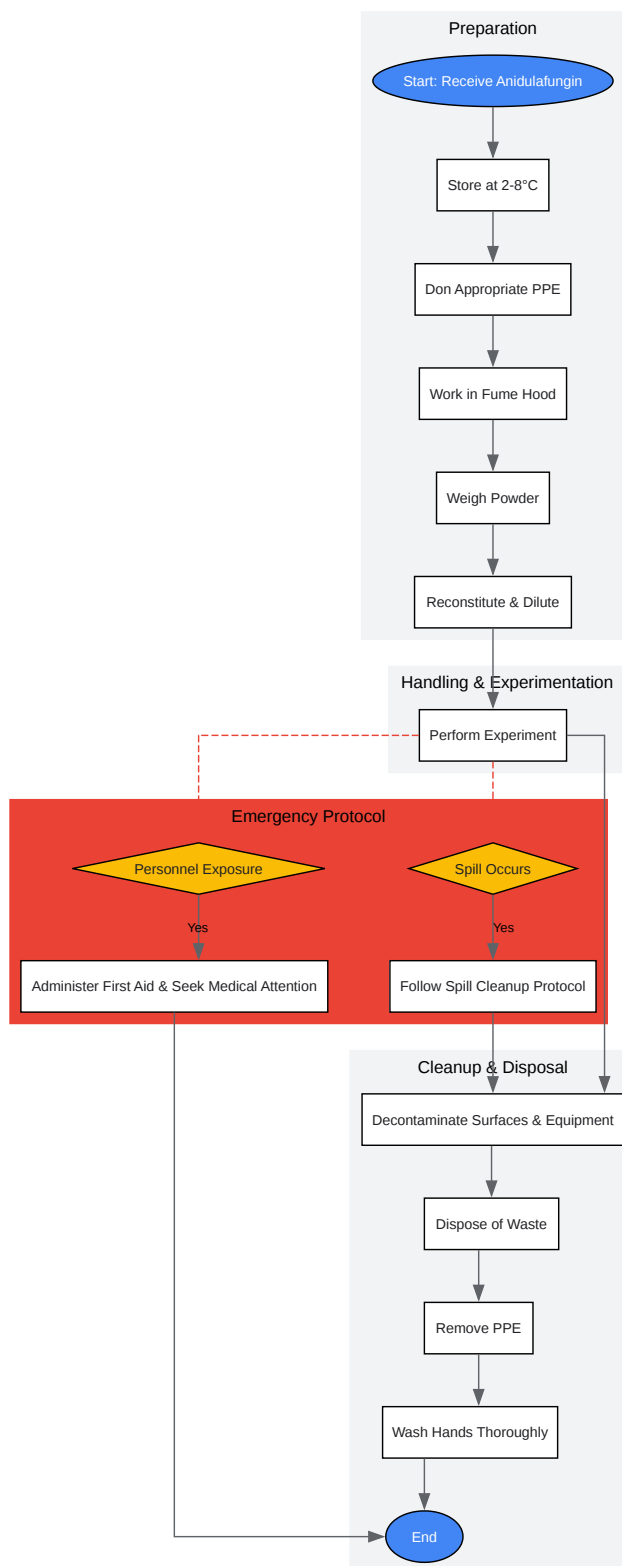 Preparation
Start: Receive Anidulafungin
Store at 2-8°C
Don Appropriate PPE
Work in Fume Hood
Weigh Powder
Reconstitute & Dilute
Handling & Experimentation
Perform Experiment
Emergency Protocol
Personnel Exposure
Spill Occurs
Yes
Yes
Administer First Aid & Seek Medical Attention
Follow Spill Cleanup Protocol
Cleanup & Disposal
Decontaminate Surfaces & Equipment
Dispose of Waste
Remove PPE
Wash Hands Thoroughly
End